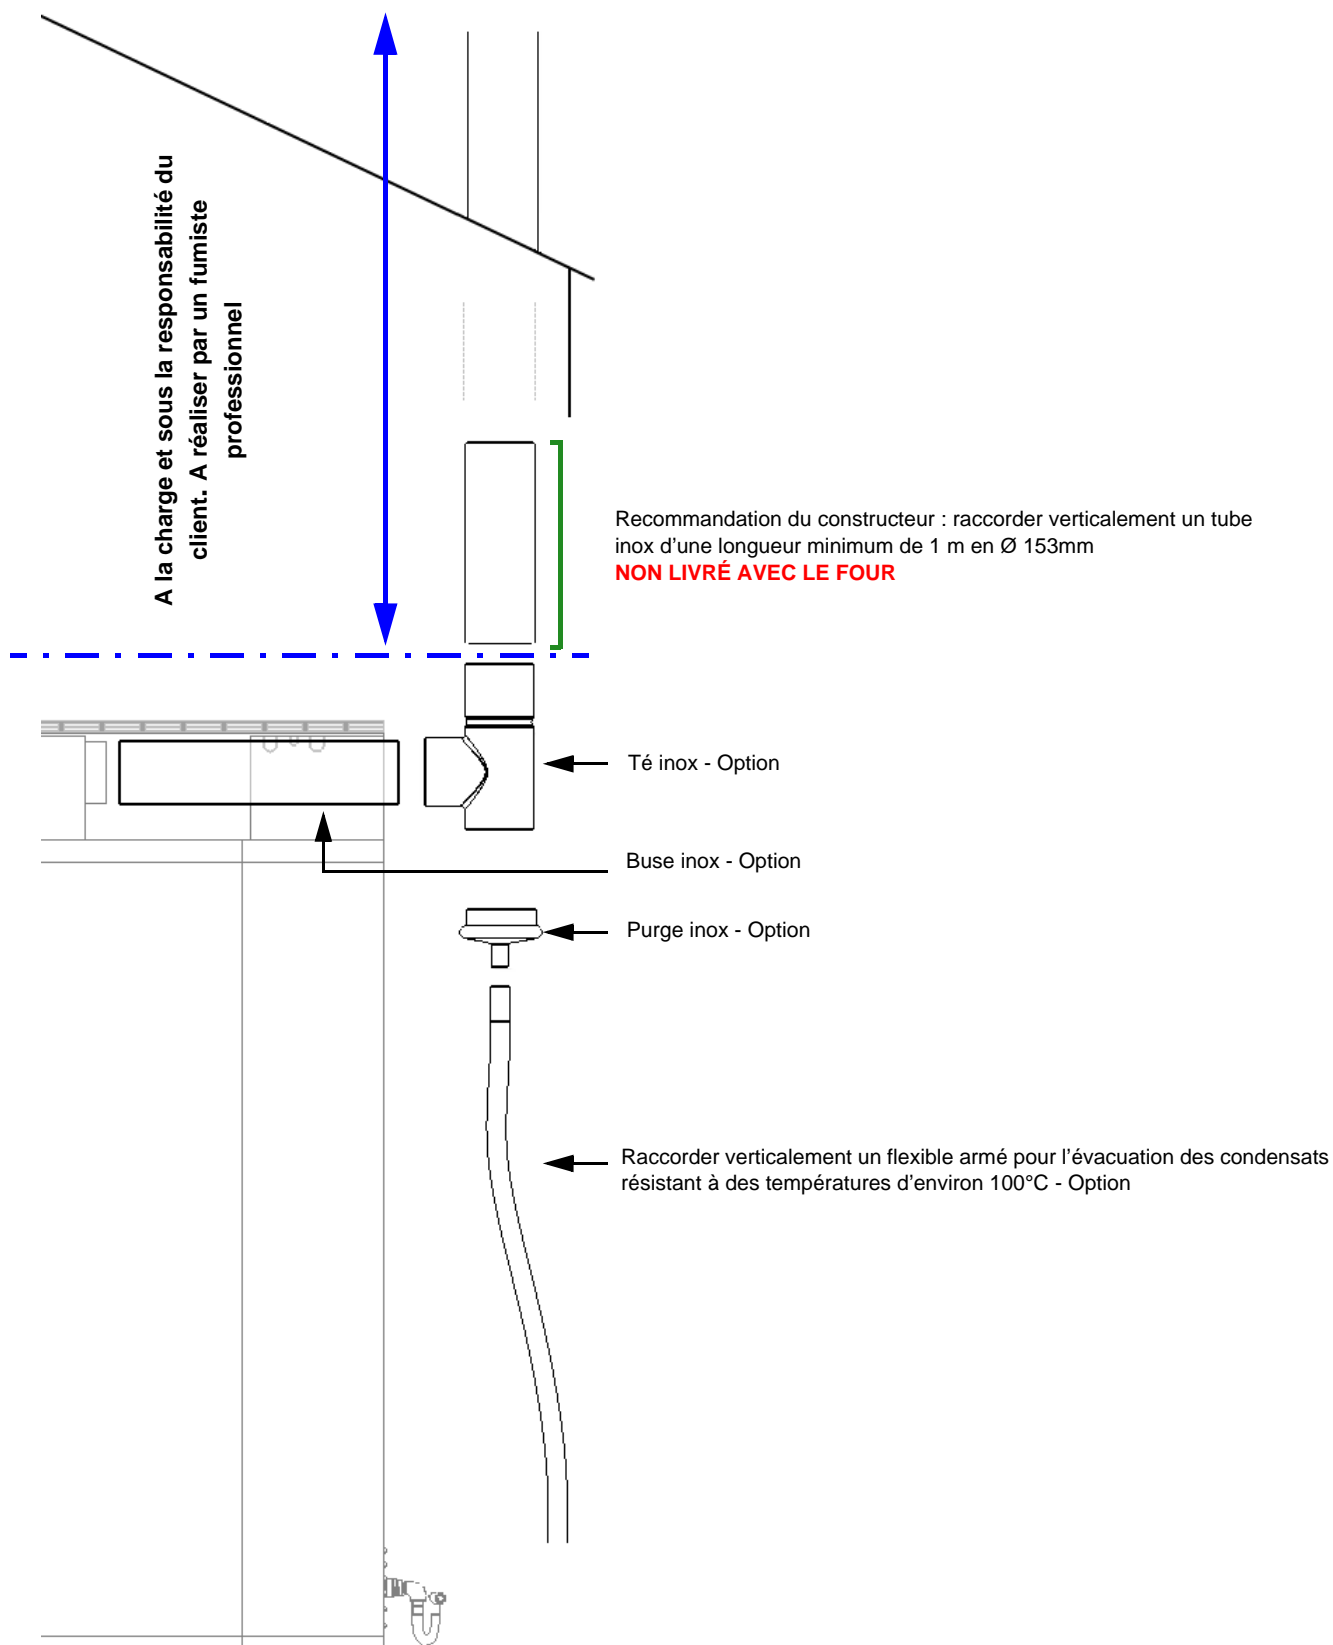 A la charge et sous la responsabilité du
client. A réaliser par un fumiste
professionnel
Recommandation du constructeur : raccorder verticalement un tube
inox d’une longueur minimum de 1 m en Ø 153mm
NON LIVRÉ AVEC LE FOUR
Té inox - Option
Buse inox - Option
Purge inox - Option
Raccorder verticalement un flexible armé pour l’évacuation des condensats
résistant à des températures d’environ 100°C - Option